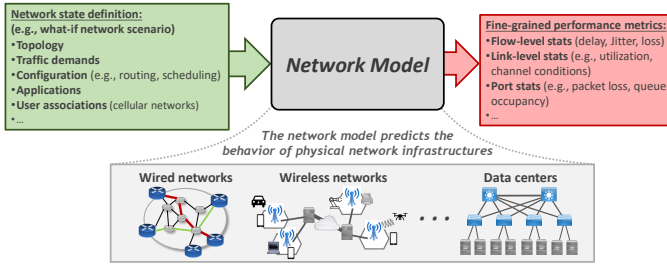 Network state definition:
(e.g., what-if network scenario)
•Topology
•Traffic demands
•Configuration (e.g., routing, scheduling)
•Applications
•User associations (cellular networks)
•...
Network Model
Fine-grained performance metrics:
•Flow-level stats (delay, Jitter, loss)
•Link-level stats (e.g., utilization,
channel conditions)
•Port stats (e.g., packet loss, queue
occupancy)
•...
The network model predicts the
behavior of physical network infrastructures
Wired networks
Wireless networks
Data centers
• • •